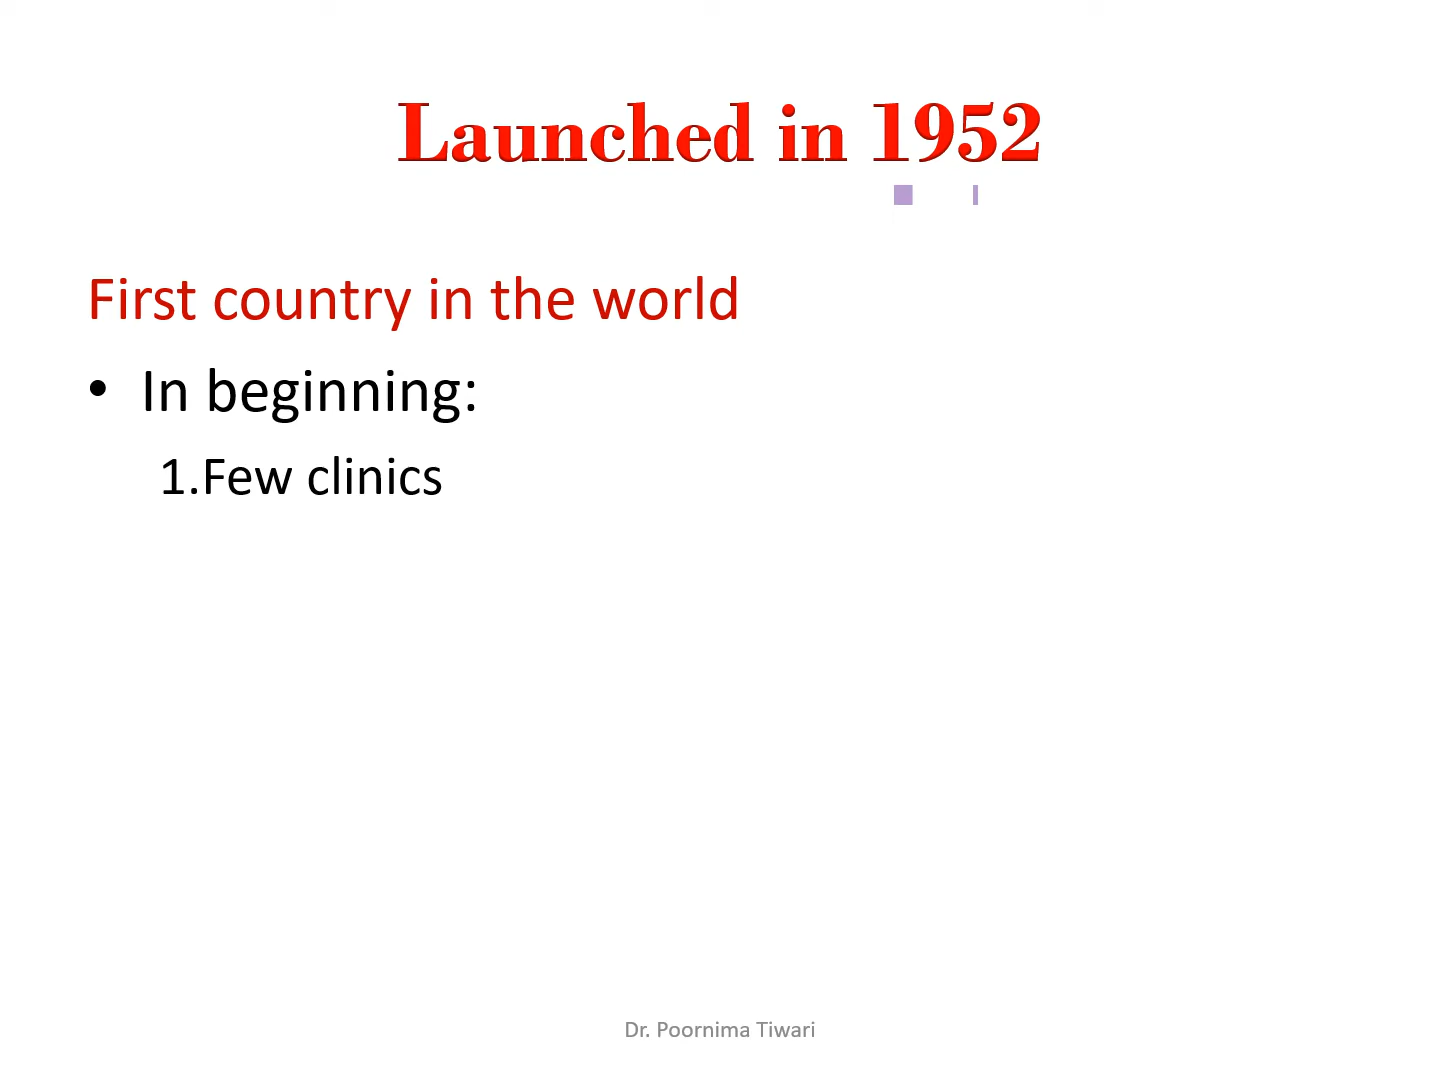 Launched in 1952
First country in the world
• In beginning:
1.Few clinics
Dr. Poornima Tiwari